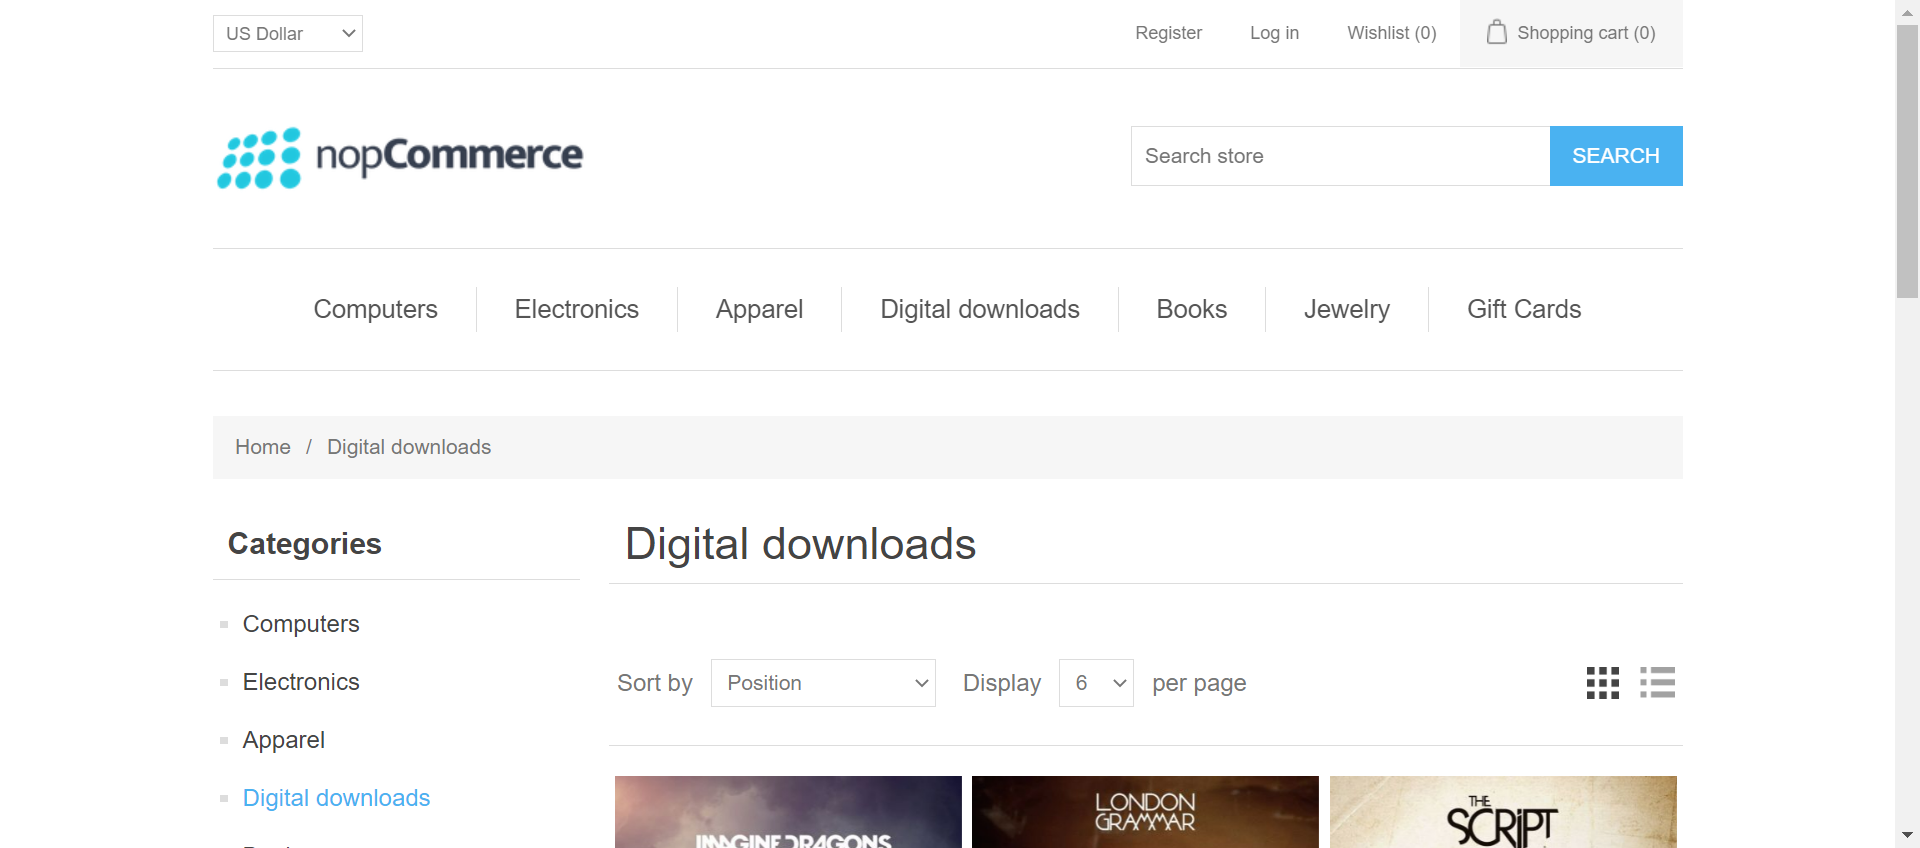 US Dollar
Register
Log in
Wishlist (0)
Shopping cart (0)
nopCommerce
Search store
SEARCH
Computers
Electronics
Apparel
Digital downloads
Books
Jewelry
Gift Cards
Home / Digital downloads
Categories
Computers
Electronics
Apparel
Digital downloads
Digital downloads
Sort by Position Display 6 per page
IMAGINE DRAGONS
LONDON
GRAMMAR
THE
SCRIPT